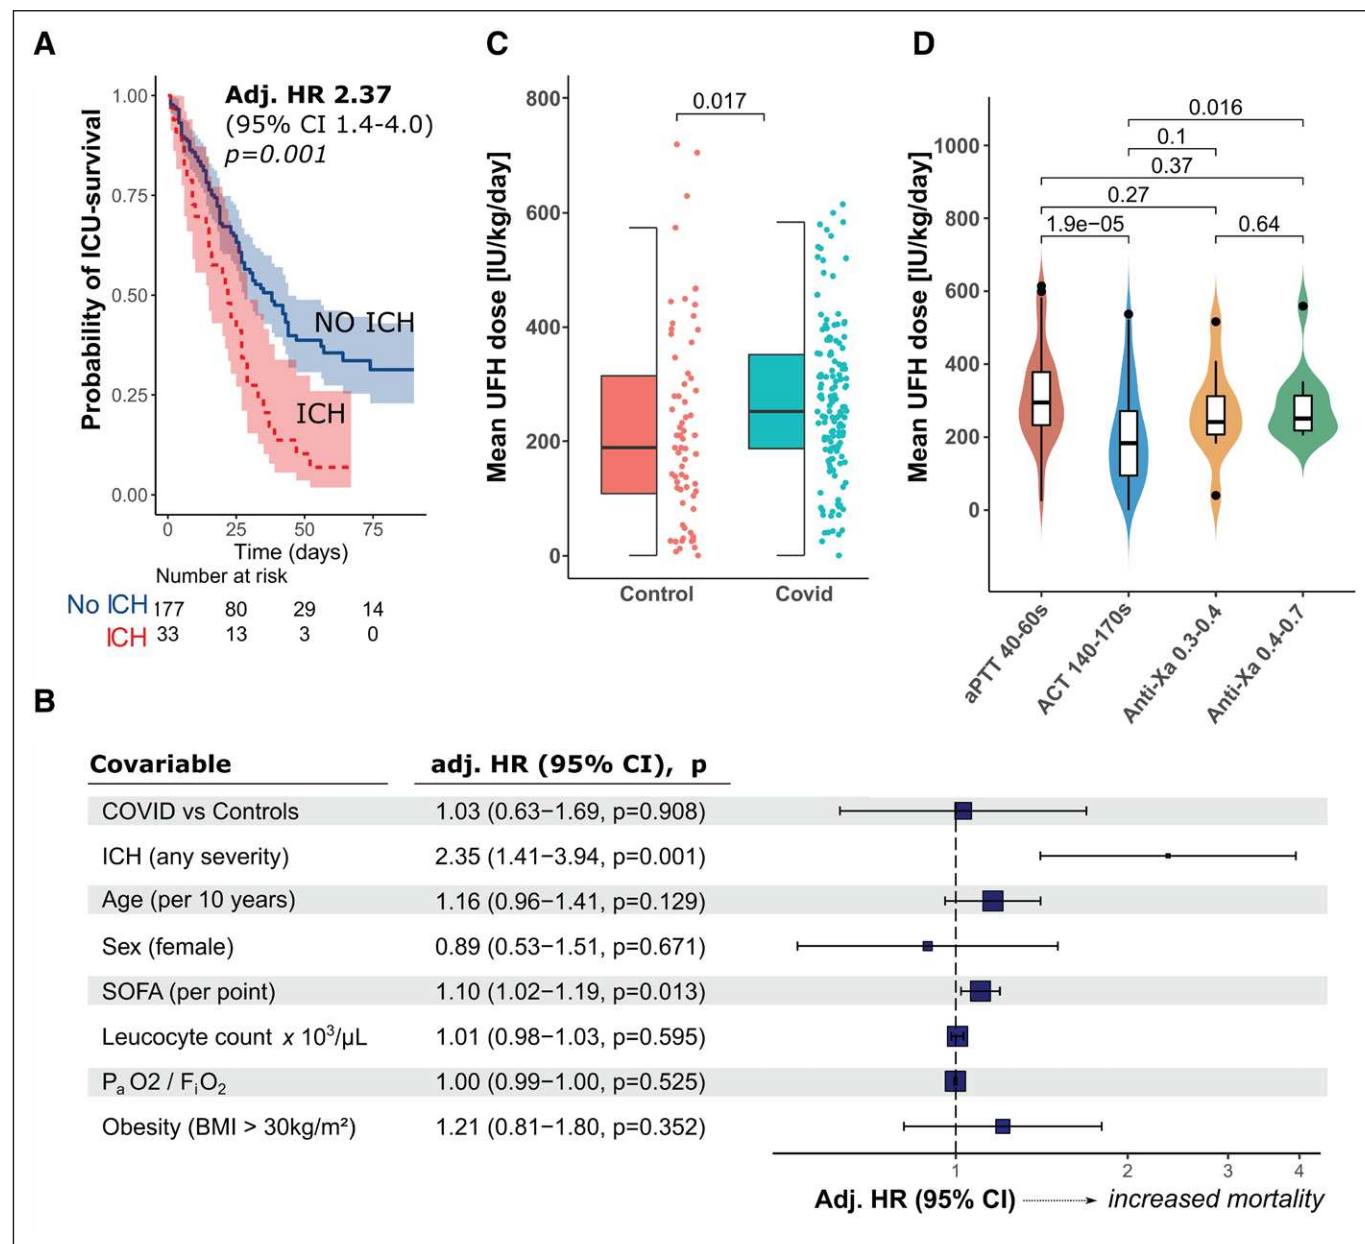 A
Adj. HR 2.37
(95% CI 1.4-4.0)
p=0.001
Probability of ICU-survival
1.00
0.75
0.50
0.25
0.00
NO ICH
ICH
0 25 50 75
Time (days)
Number at risk
No ICH 177 80 29 14
ICH 33 13 3 0
C
Mean UFH dose [IU/kg/day]
800
600
400
200
0
0.017
Control Covid
D
Mean UFH dose [IU/kg/day]
1000
800
600
400
200
0
0.016
0.1
0.37
0.27
1.9e−05 0.64
aPTT 40-60s
ACT 140-170s
Anti-Xa 0.3-0.4
Anti-Xa 0.4-0.7
B
Covariable adj. HR (95% CI), p
COVID vs Controls 1.03 (0.63−1.69, p=0.908)
ICH (any severity) 2.35 (1.41−3.94, p=0.001)
Age (per 10 years) 1.16 (0.96−1.41, p=0.129)
Sex (female) 0.89 (0.53−1.51, p=0.671)
SOFA (per point) 1.10 (1.02−1.19, p=0.013)
Leucocyte count x 10³/µL 1.01 (0.98−1.03, p=0.595)
PₐO2 / FᵢO₂ 1.00 (0.99−1.00, p=0.525)
Obesity (BMI > 30kg/m²) 1.21 (0.81−1.80, p=0.352)
1 2 3 4
Adj. HR (95% CI) increased mortality